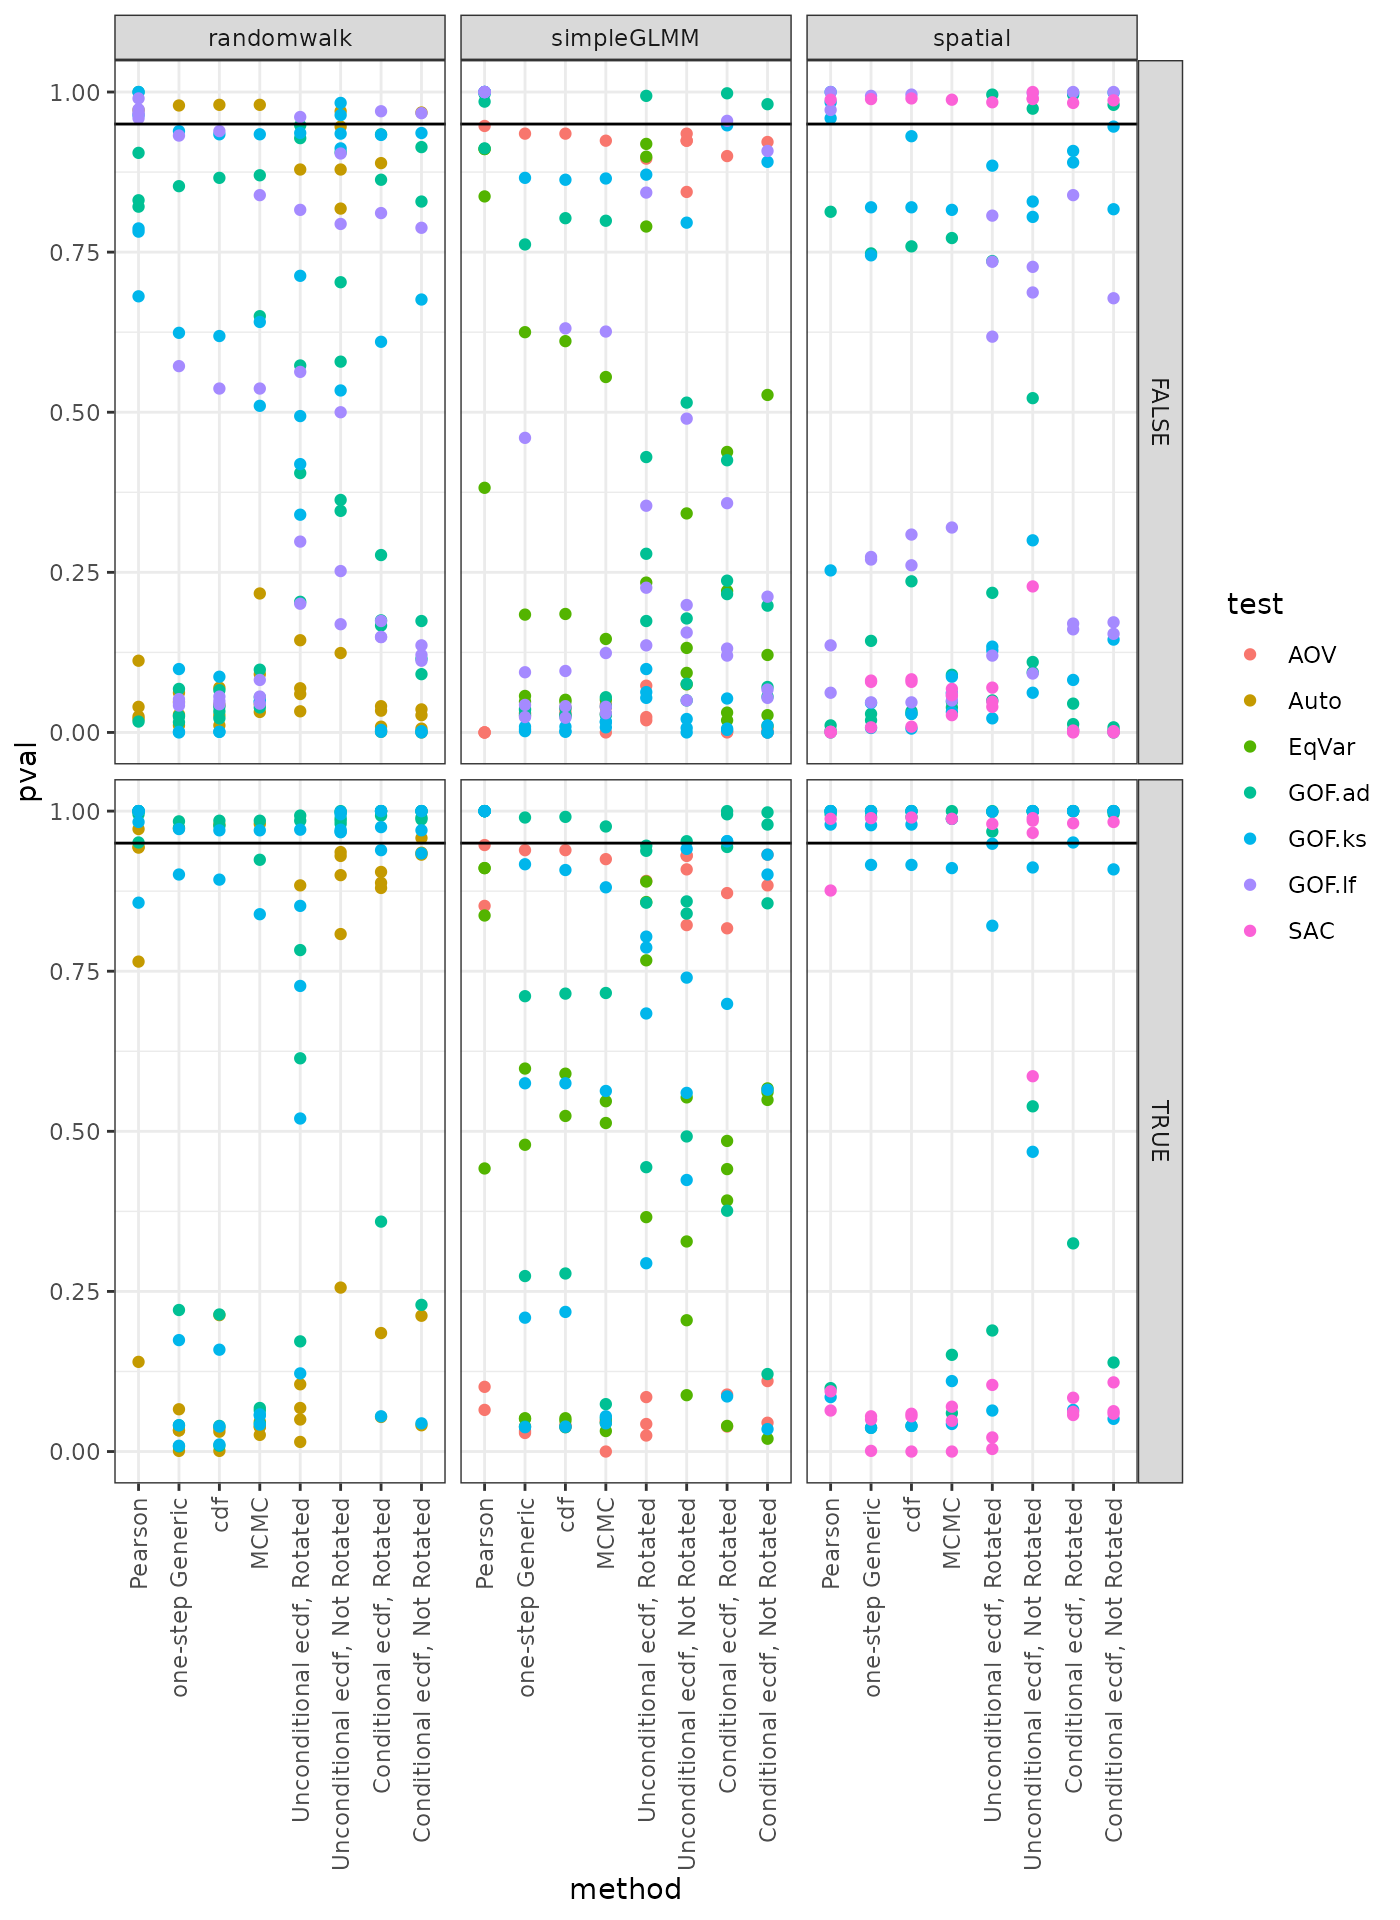 randomwalk
simpleGLMM
spatial
1.00
0.75
0.50
0.25
0.00
FALSE
1.00
0.75
0.50
0.25
0.00
TRUE
pval
Pearson
one-step Generic
cdf
MCMC
Unconditional ecdf, Rotated
Unconditional ecdf, Not Rotated
Conditional ecdf, Rotated
Conditional ecdf, Not Rotated
Pearson
one-step Generic
cdf
MCMC
Unconditional ecdf, Rotated
Unconditional ecdf, Not Rotated
Conditional ecdf, Rotated
Conditional ecdf, Not Rotated
Pearson
one-step Generic
cdf
MCMC
Unconditional ecdf, Rotated
Unconditional ecdf, Not Rotated
Conditional ecdf, Rotated
Conditional ecdf, Not Rotated
method
test
AOV
Auto
EqVar
GOF.ad
GOF.ks
GOF.lf
SAC